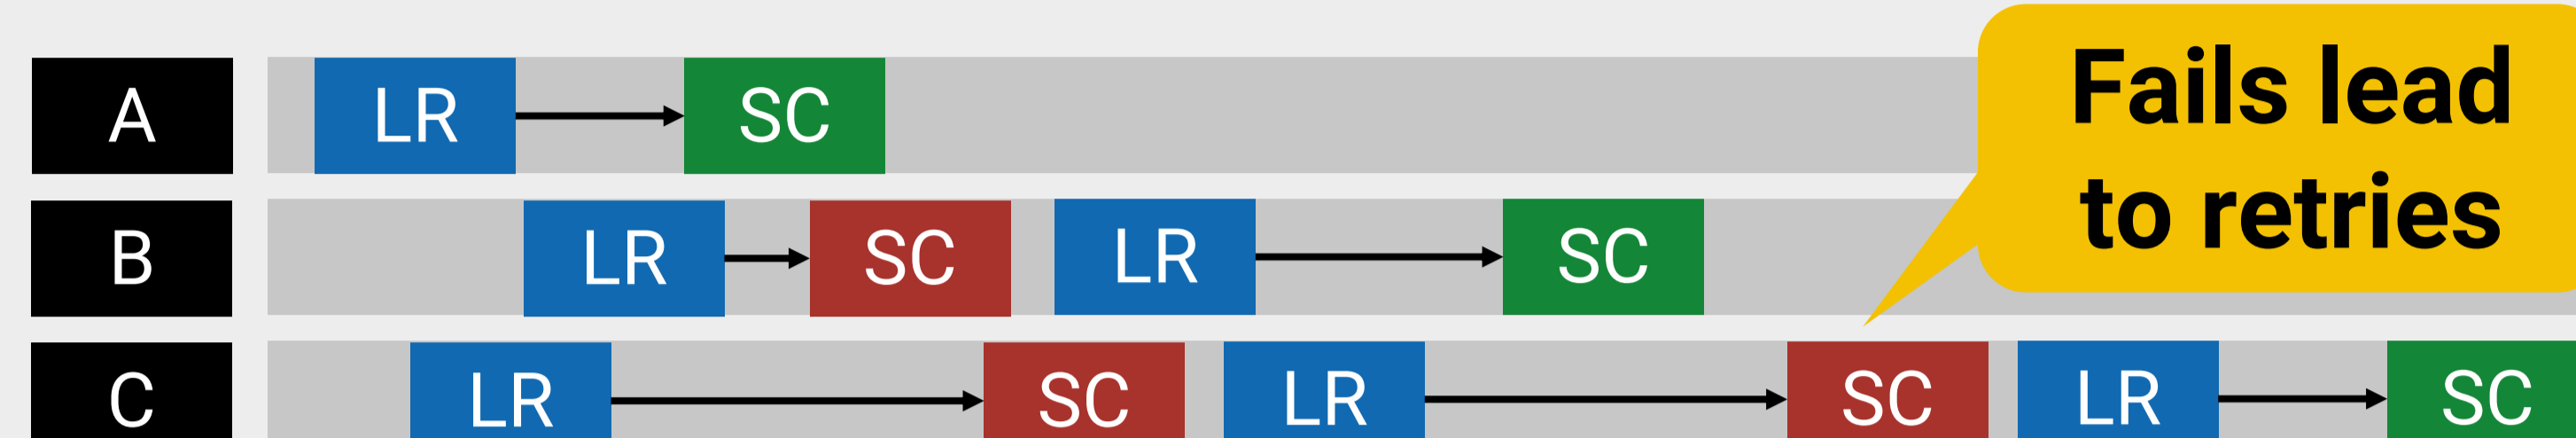 A LR SC
Fails lead
to retries
B LR SC LR SC
C LR SC LR SC LR SC